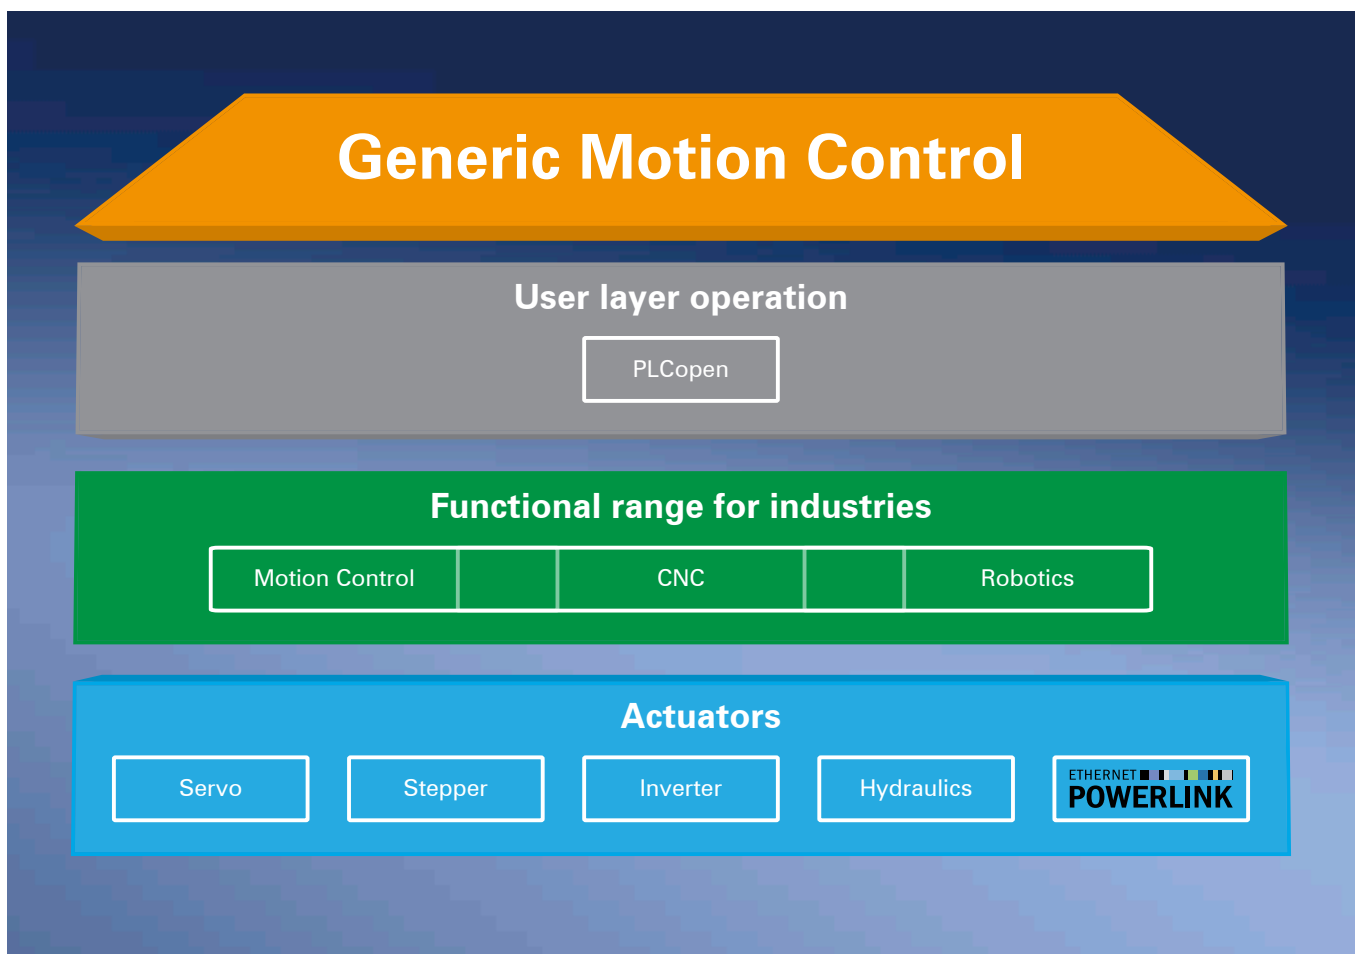 Generic Motion Control
User layer operation
PLCopen
Functional range for industries
Motion Control CNC Robotics
Actuators
Servo Stepper Inverter Hydraulics ETHERNET
POWERLINK